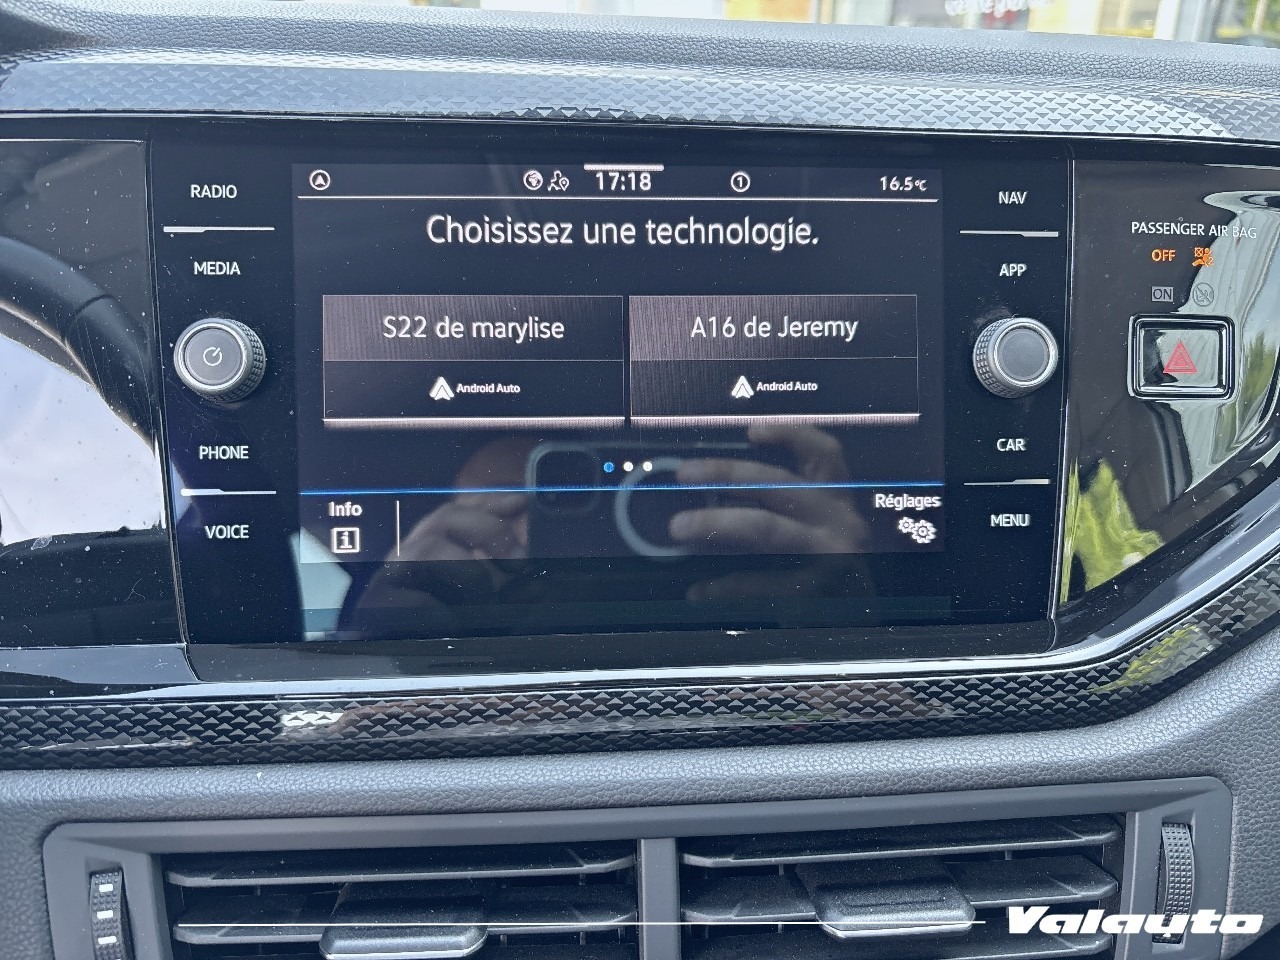 RADIO
MEDIA
PHONE
VOICE
17:18
1
16.5°C
Choisissez une technologie.
S22 de marylise
Android Auto
A16 de Jeremy
Android Auto
Info
i
Réglages
NAV
APP
CAR
MENU
PASSENGER AIR BAG
OFF
ON
Valauto